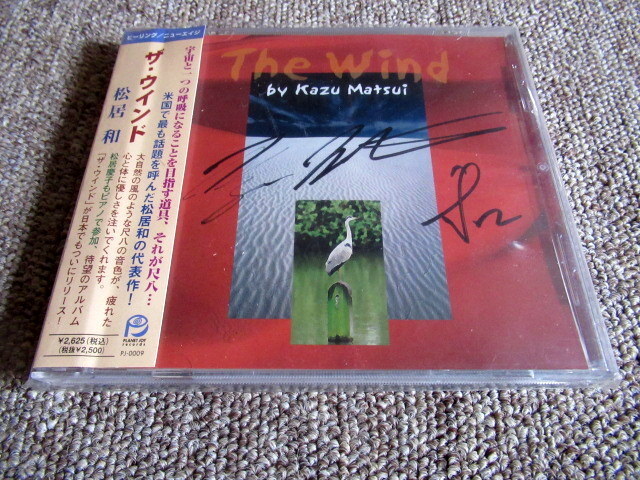 ヒーリング/ニューエイジ
ザ・ウインド
松居 和
宇宙と一つの呼吸になることを目指す道具、それが尺八…
米国で最も話題を呼んだ松居和の代表作!
大自然の風のような尺八の音色が、疲れた
心と体に優しさを注いでくれます。
松居慶子もピアノで参加、待望のアルバム
「ザ・ウインド」が日本でもついにリリース!
¥2,625(税込)
(税抜¥2,500)
PLANET JOY
records
PJ-0009
The Wind
by Kazu Matsui